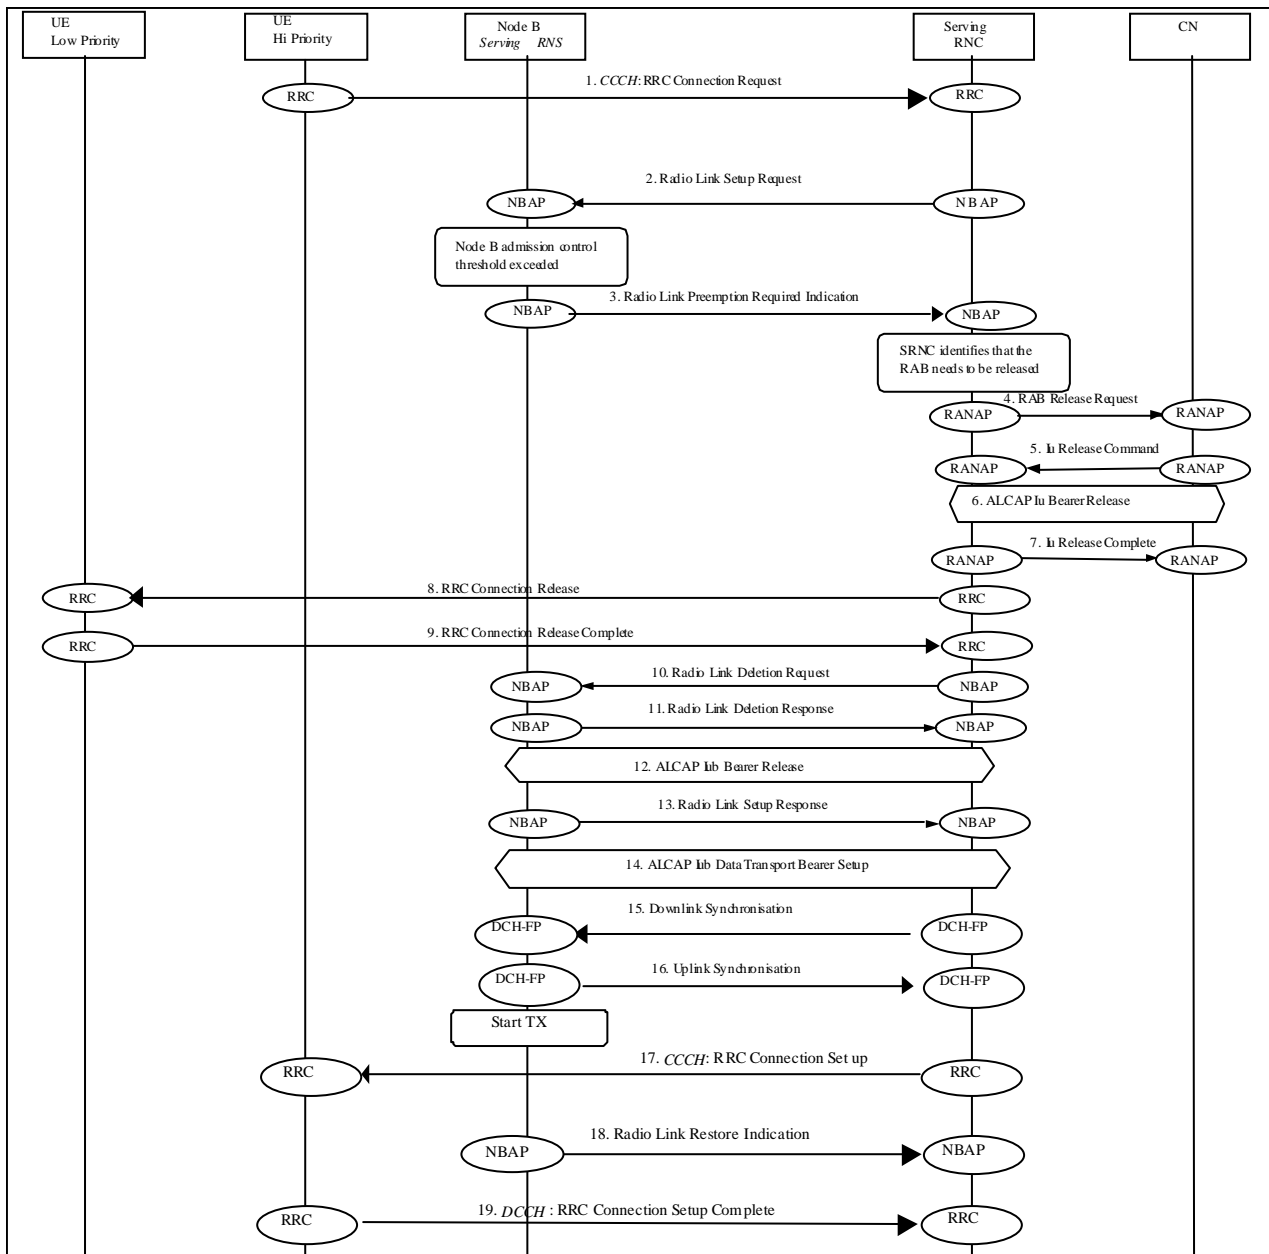 UE
Low Priority
UE
Hi Priority
Node B
Serving RNS
Serving
RNC
CN
1. CCCH: RRC Connection Request
RRC
RRC
2. Radio Link Setup Request
NBAP
NBAP
Node B admission control
threshold exceeded
3. Radio Link Preemption Required Indication
NBAP
NBAP
SRNC identifies that the
RAB needs to be released
4. RAB Release Request
RANAP
RANAP
5. Iu Release Command
RANAP
RANAP
6. ALCAP Iu Bearer Release
7. Iu Release Complete
RANAP
RANAP
8. RRC Connection Release
RRC
RRC
9. RRC Connection Release Complete
RRC
RRC
10. Radio Link Deletion Request
NBAP
NBAP
11. Radio Link Deletion Response
NBAP
NBAP
12. ALCAP Iub Bearer Release
13. Radio Link Setup Response
NBAP
NBAP
14. ALCAP Iub Data Transport Bearer Setup
15. Downlink Synchronisation
DCH-FP
DCH-FP
16. Uplink Synchronisation
DCH-FP
DCH-FP
Start TX
17. CCCH: RRC Connection Set up
RRC
RRC
18. Radio Link Restore Indication
NBAP
NBAP
19. DCCH : RRC Connection Setup Complete
RRC
RRC